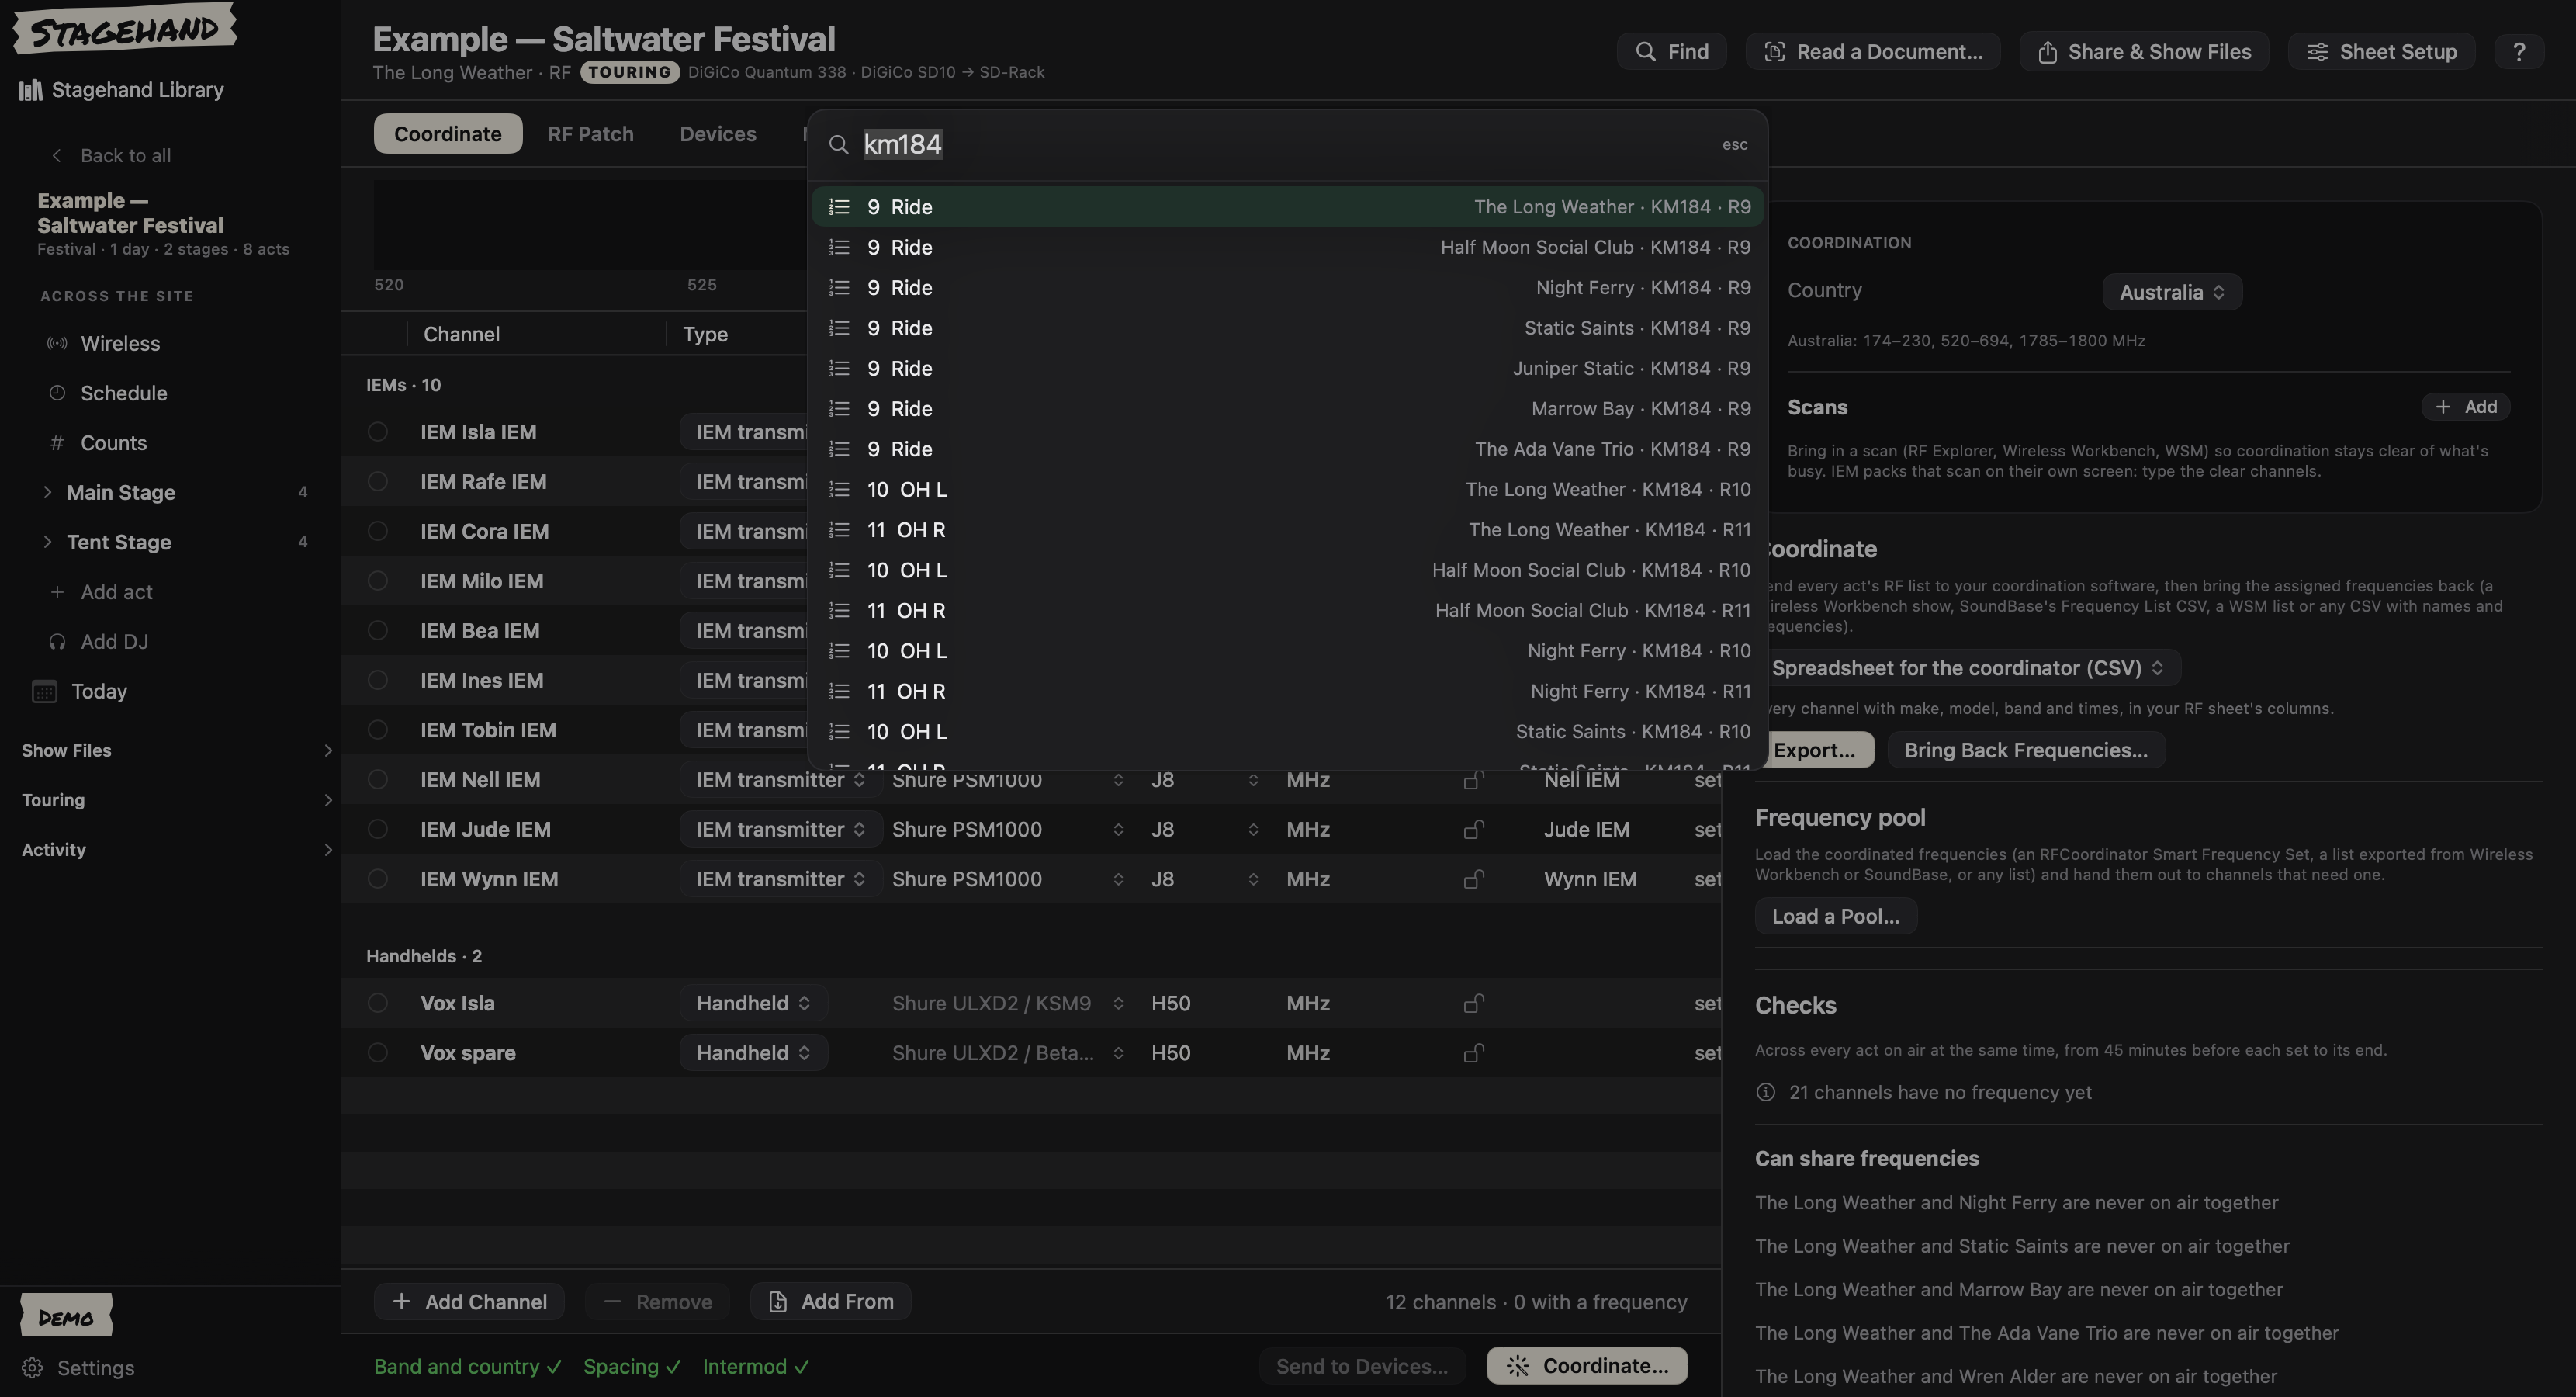 STAGEHAND
Stagehand Library
Back to all
Example —
Saltwater Festival
Festival · 1 day · 2 stages · 8 acts
ACROSS THE SITE
Wireless
Schedule
# Counts
Main Stage 4
Tent Stage 4
+ Add act
Add DJ
Today
Show Files
Touring
Activity
DEMO
Settings
Example — Saltwater Festival
The Long Weather · RF TOURING DiGiCo Quantum 338 · DiGiCo SD10 → SD-Rack
Find
Read a Document...
Share & Show Files
Sheet Setup
?
Coordinate RF Patch Devices
km184 esc
9 Ride The Long Weather · KM184 · R9
9 Ride Half Moon Social Club · KM184 · R9
9 Ride Night Ferry · KM184 · R9
9 Ride Static Saints · KM184 · R9
9 Ride Juniper Static · KM184 · R9
9 Ride Marrow Bay · KM184 · R9
9 Ride The Ada Vane Trio · KM184 · R9
10 OH L The Long Weather · KM184 · R10
11 OH R The Long Weather · KM184 · R11
10 OH L Half Moon Social Club · KM184 · R10
11 OH R Half Moon Social Club · KM184 · R11
10 OH L Night Ferry · KM184 · R10
11 OH R Night Ferry · KM184 · R11
10 OH L Static Saints · KM184 · R10
11 OH R Static Saints · KM184 · R11
520 525
Channel Type
IEMs · 10
IEM Isla IEM IEM transmi
IEM Rafe IEM IEM transmi
IEM Cora IEM IEM transmi
IEM Milo IEM IEM transmi
IEM Bea IEM IEM transmi
IEM Ines IEM IEM transmi
IEM Tobin IEM IEM transmi
IEM Nell IEM IEM transmitter Shure PSM1000 J8 MHz Nell IEM set
IEM Jude IEM IEM transmitter Shure PSM1000 J8 MHz Jude IEM set
IEM Wynn IEM IEM transmitter Shure PSM1000 J8 MHz Wynn IEM set
Handhelds · 2
Vox Isla Handheld Shure ULXD2 / KSM9 H50 MHz set
Vox spare Handheld Shure ULXD2 / Beta... H50 MHz set
+ Add Channel − Remove Add From 12 channels · 0 with a frequency
Band and country ✓ Spacing ✓ Intermod ✓ Send to Devices... Coordinate...
COORDINATION
Country Australia
Australia: 174–230, 520–694, 1785–1800 MHz
Scans + Add
Bring in a scan (RF Explorer, Wireless Workbench, WSM) so coordination stays clear of what's
busy. IEM packs that scan on their own screen: type the clear channels.
oordinate
end every act's RF list to your coordination software, then bring the assigned frequencies back (a
ireless Workbench show, SoundBase's Frequency List CSV, a WSM list or any CSV with names and
equencies).
Spreadsheet for the coordinator (CSV)
very channel with make, model, band and times, in your RF sheet's columns.
Export... Bring Back Frequencies...
Frequency pool
Load the coordinated frequencies (an RFCoordinator Smart Frequency Set, a list exported from Wireless
Workbench or SoundBase, or any list) and hand them out to channels that need one.
Load a Pool...
Checks
Across every act on air at the same time, from 45 minutes before each set to its end.
21 channels have no frequency yet
Can share frequencies
The Long Weather and Night Ferry are never on air together
The Long Weather and Static Saints are never on air together
The Long Weather and Marrow Bay are never on air together
The Long Weather and The Ada Vane Trio are never on air together
The Long Weather and Wren Alder are never on air together